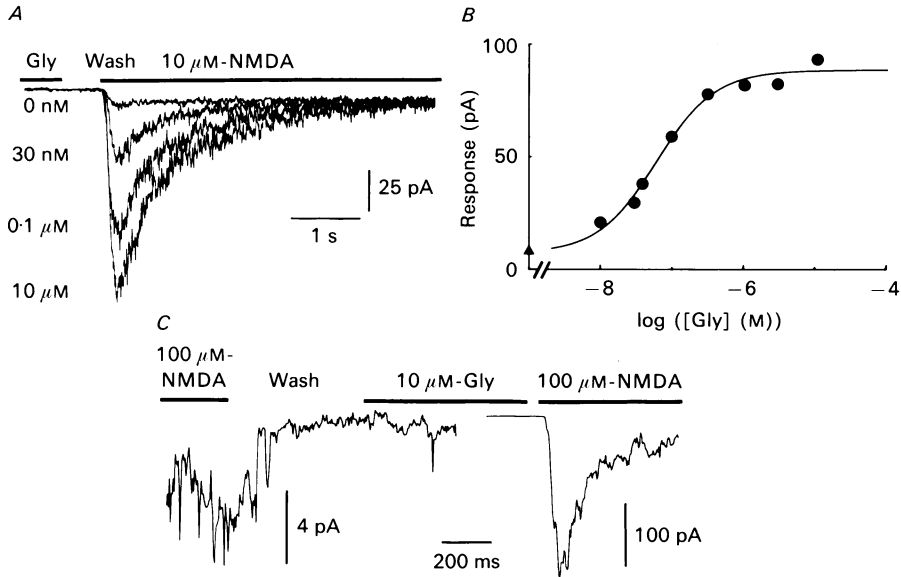 A
Gly Wash 10 μM-NMDA
0 nM
30 nM
0·1 μM
10 μM
25 pA
1 s
B
Response (pA)
100
50
0
−8 −6 −4
log ([Gly] (M))
C
100 μM-
NMDA Wash 10 μM-Gly 100 μM-NMDA
4 pA
200 ms
100 pA